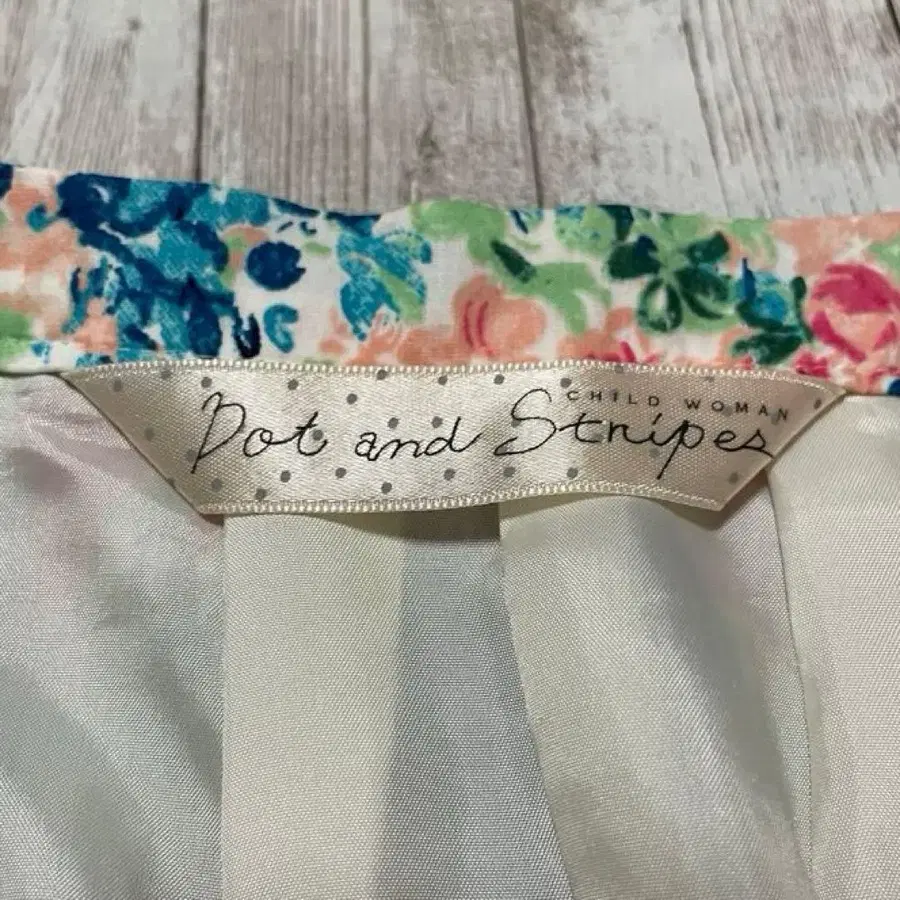 CHILD WOMAN
Dot and Stripes